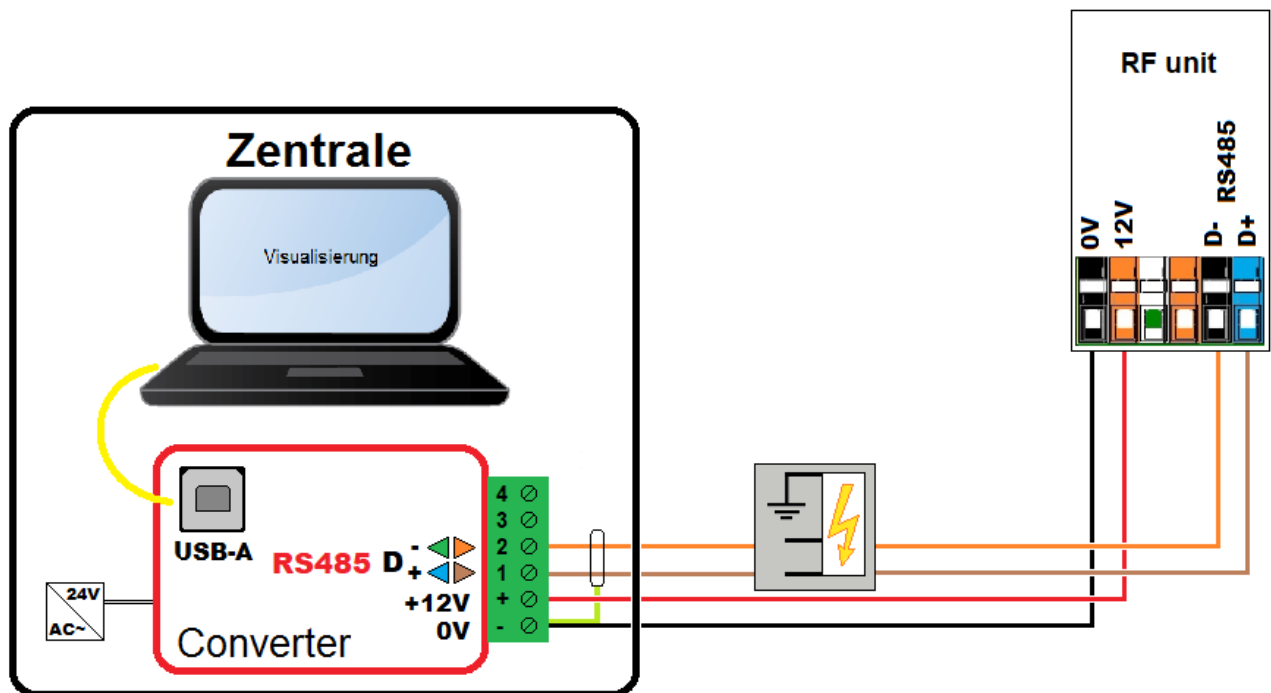 RF unit
RS485
0V
12V
D-
D+
Zentrale
Visualisierung
USB-A
RS485 D
-
+
+12V
0V
4
3
2
1
+
-
24V
AC~
Converter